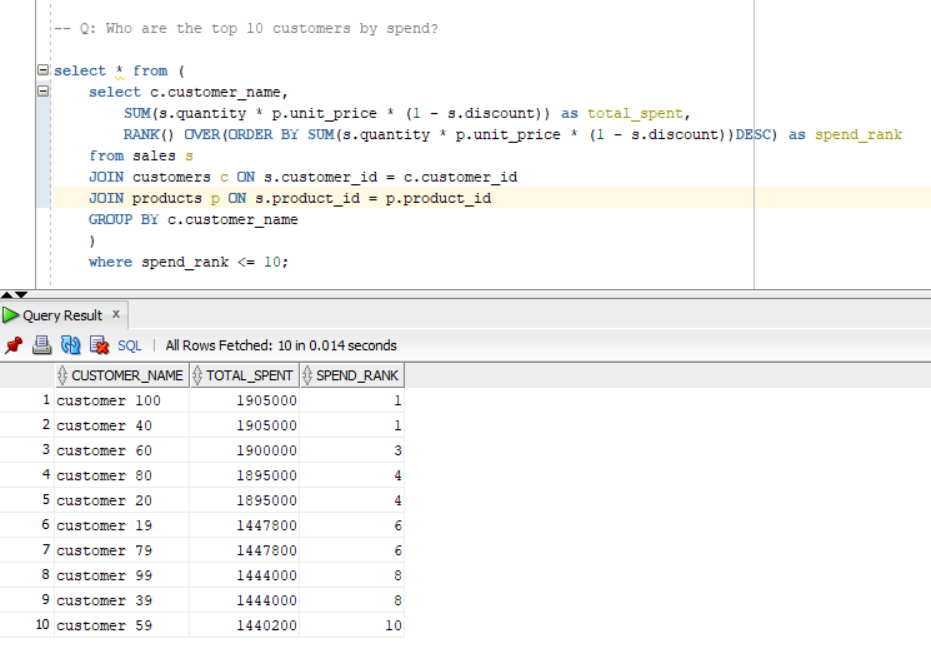 -- Q: Who are the top 10 customers by spend?
select * from (
select c.customer_name,
SUM(s.quantity * p.unit_price * (1 - s.discount)) as total_spent,
RANK() OVER(ORDER BY SUM(s.quantity * p.unit_price * (1 - s.discount))DESC) as spend_rank
from sales s
JOIN customers c ON s.customer_id = c.customer_id
JOIN products p ON s.product_id = p.product_id
GROUP BY c.customer_name
)
where spend_rank <= 10;
Query Result x
SQL | All Rows Fetched: 10 in 0.014 seconds
CUSTOMER_NAME TOTAL_SPENT SPEND_RANK
1 customer 100 1905000 1
2 customer 40 1905000 1
3 customer 60 1900000 3
4 customer 80 1895000 4
5 customer 20 1895000 4
6 customer 19 1447800 6
7 customer 79 1447800 6
8 customer 99 1444000 8
9 customer 39 1444000 8
10 customer 59 1440200 10